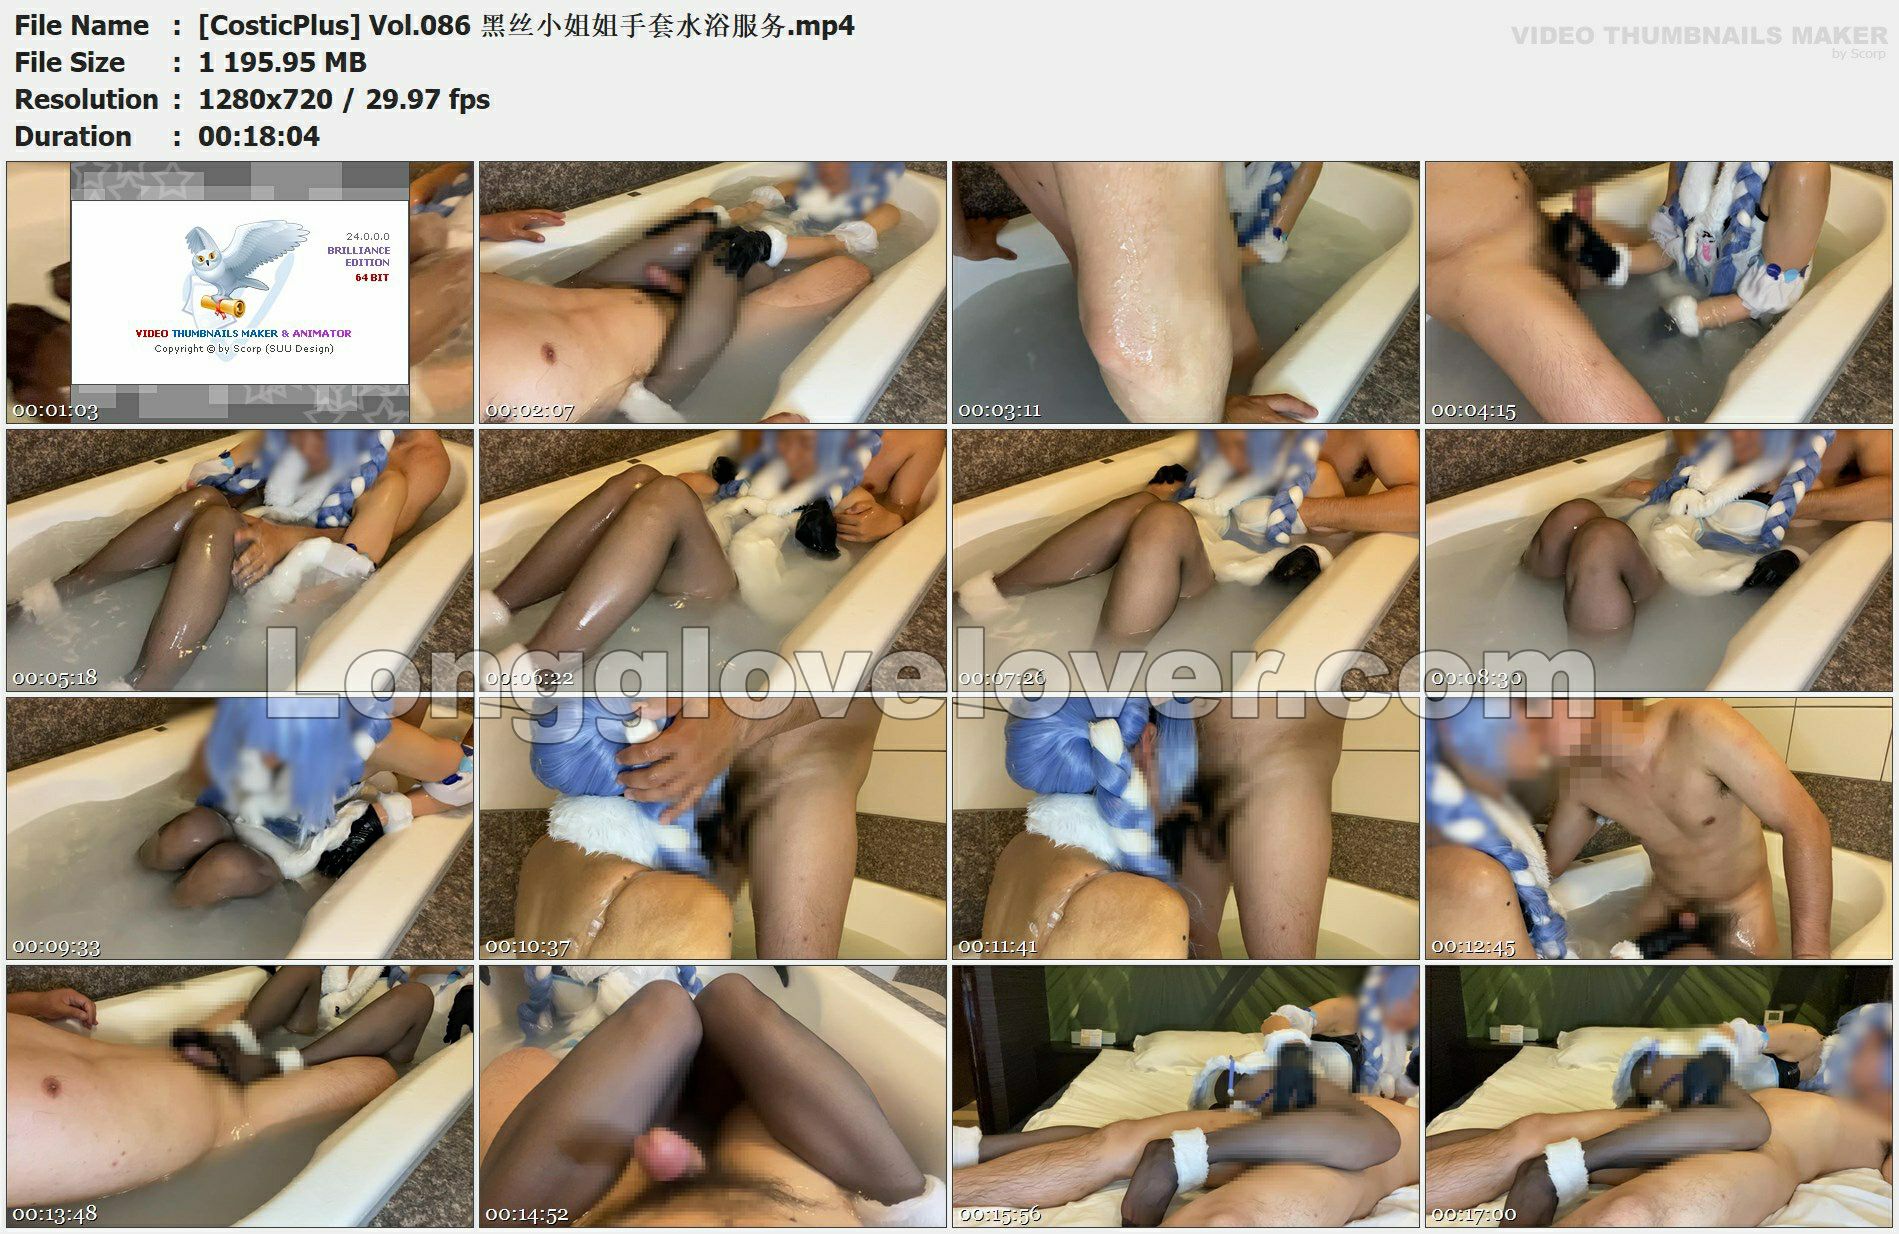 File Name : [CosticPlus] Vol.086 黑丝小姐姐手套水浴服务.mp4
VIDEO THUMBNAILS MAKER
by Scorp
File Size : 1 195.95 MB
Resolution : 1280x720 / 29.97 fps
Duration : 00:18:04
24.0.0.0
BRILLIANCE
EDITION
64 BIT
VIDEO THUMBNAILS MAKER & ANIMATOR
Copyright © by Scorp (SUU Design)
00:01:03
00:02:07
00:03:11
00:04:15
00:05:18
00:06:22
00:07:26
00:08:30
Longglovelover.com
00:09:33
00:10:37
00:11:41
00:12:45
00:13:48
00:14:52
00:15:56
00:17:00